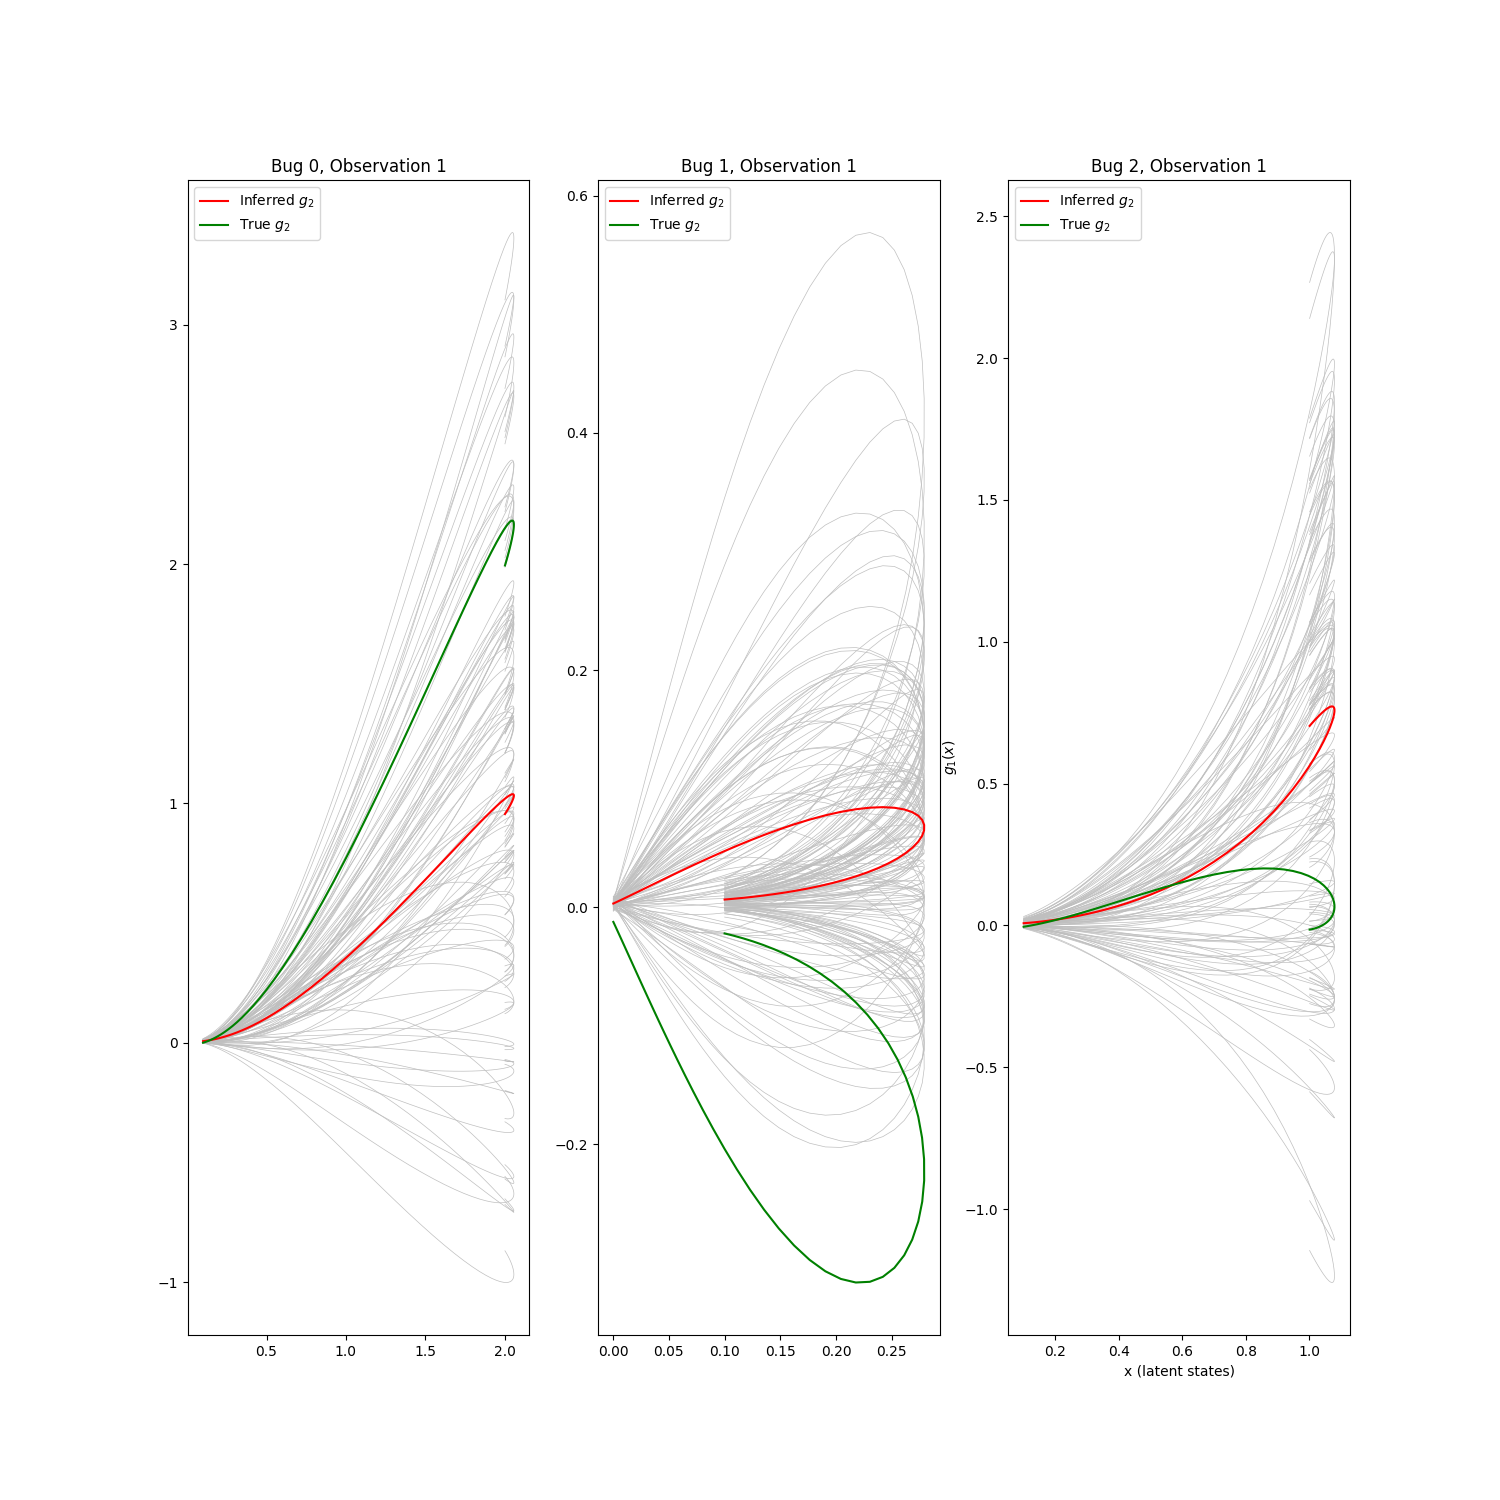 Bug 0, Observation 1
Inferred g₂
True g₂
3
2
1
0
−1
0.5 1.0 1.5 2.0
Bug 1, Observation 1
Inferred g₂
True g₂
0.6
0.4
0.2
0.0
−0.2
0.00 0.05 0.10 0.15 0.20 0.25
Bug 2, Observation 1
Inferred g₂
True g₂
g₁(x)
2.5
2.0
1.5
1.0
0.5
0.0
−0.5
−1.0
0.2 0.4 0.6 0.8 1.0
x (latent states)